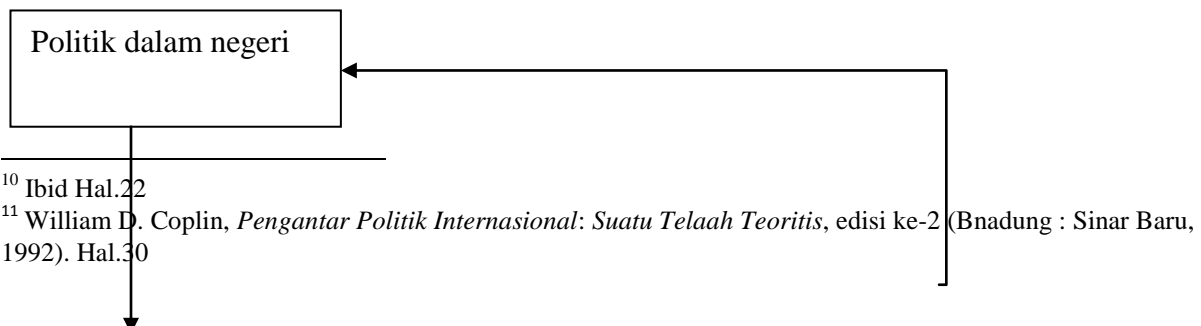 Politik dalam negeri
10 Ibid Hal.22
11 William D. Coplin, Pengantar Politik Internasional: Suatu Telaah Teoritis, edisi ke-2 (Bnadung : Sinar Baru,
1992). Hal.30